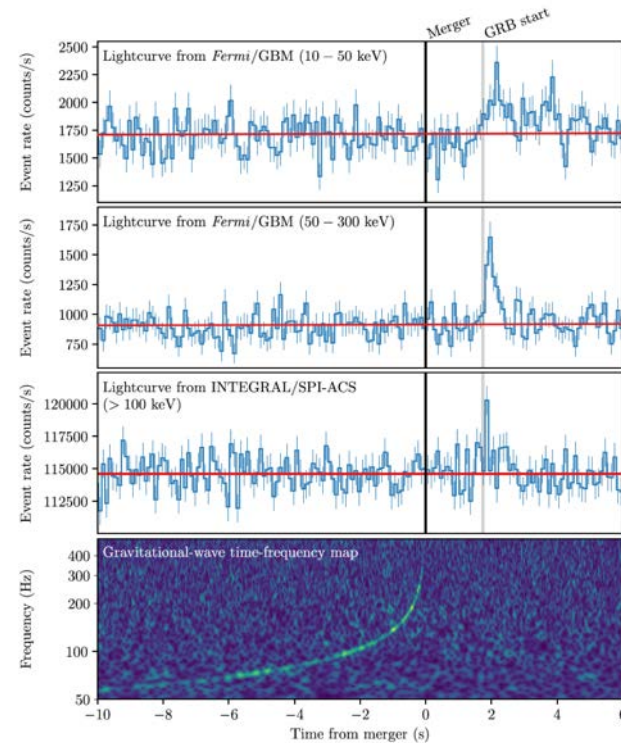 Merger
GRB start
Lightcurve from Fermi/GBM (10 – 50 keV)
Event rate (counts/s)
2500
2250
2000
1750
1500
1250
Lightcurve from Fermi/GBM (50 – 300 keV)
Event rate (counts/s)
1750
1500
1250
1000
750
Lightcurve from INTEGRAL/SPI-ACS
(> 100 keV)
Event rate (counts/s)
120000
117500
115000
112500
Gravitational-wave time-frequency map
Frequency (Hz)
400
300
200
100
50
−10 −8 −6 −4 −2 0 2 4 6
Time from merger (s)